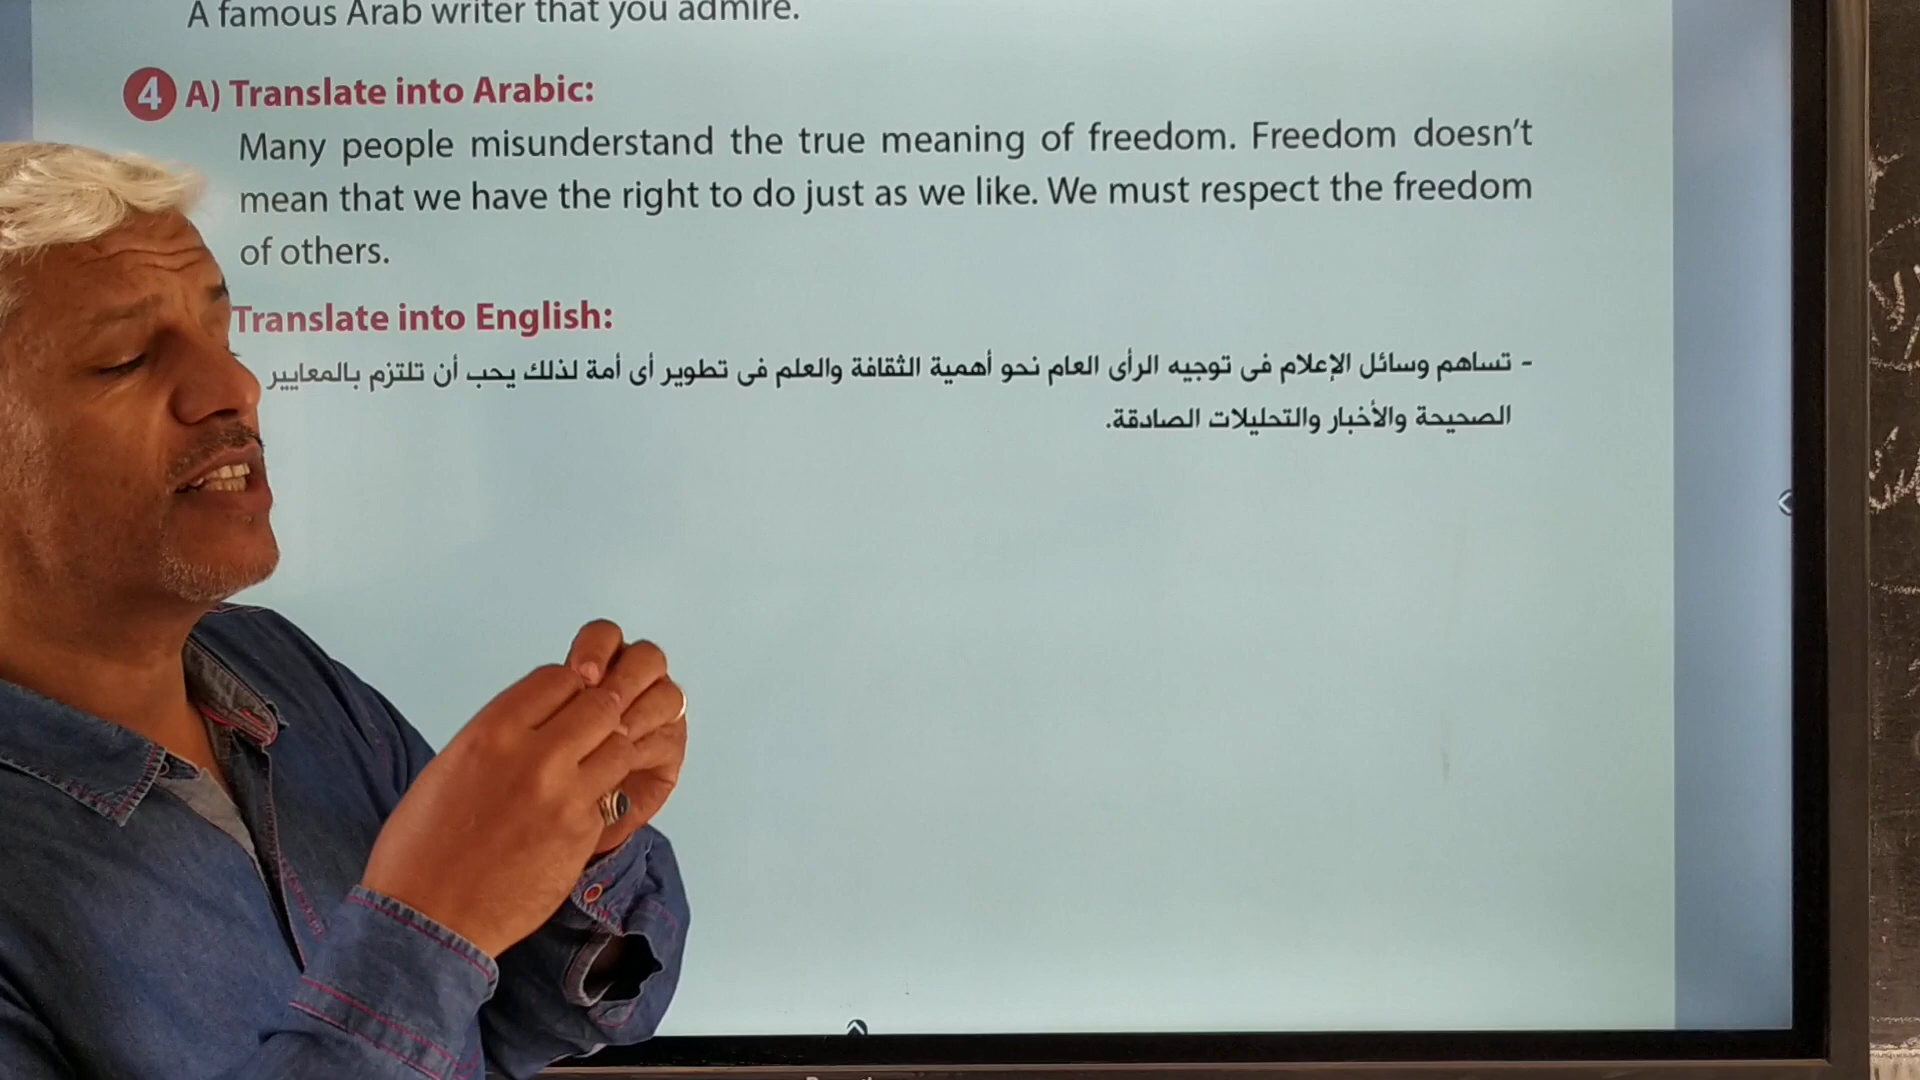 A famous Arab writer that you admire.
4 A) Translate into Arabic:
Many people misunderstand the true meaning of freedom. Freedom doesn't
mean that we have the right to do just as we like. We must respect the freedom
of others.
Translate into English:
- تساهم وسائل الإعلام فى توجيه الرأى العام نحو أهمية الثقافة والعلم فى تطوير أى أمة لذلك يحب أن تلتزم بالمعايير
الصحيحة والأخبار والتحليلات الصادقة.